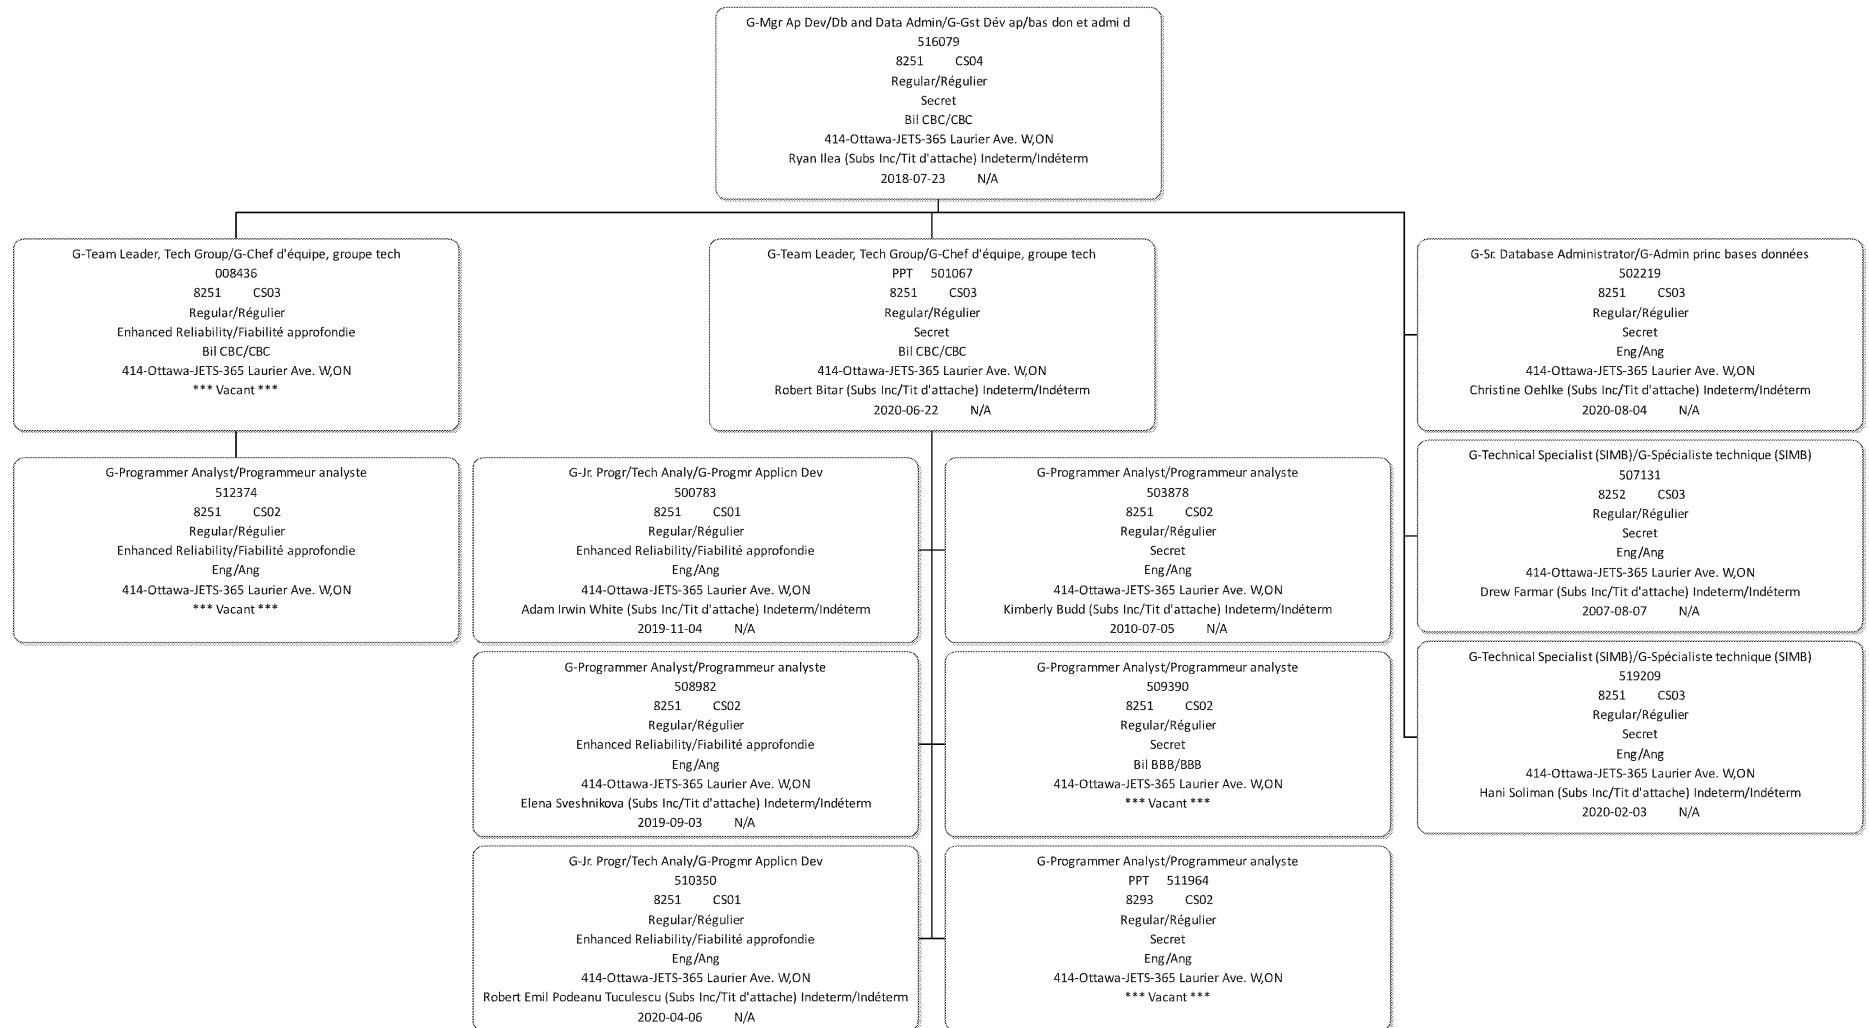 G-Mgr Ap Dev/Db and Data Admin/G-Gst Dév ap/bas don et admi d
516079
8251 CS04
Regular/Régulier
Secret
Bil CBC/CBC
414-Ottawa-JETS-365 Laurier Ave. W,ON
Ryan Ilea (Subs Inc/Tit d'attache) Indeterm/Indéterm
2018-07-23 N/A
G-Team Leader, Tech Group/G-Chef d'équipe, groupe tech
008436
8251 CS03
Regular/Régulier
Enhanced Reliability/Fiabilité approfondie
Bil CBC/CBC
414-Ottawa-JETS-365 Laurier Ave. W,ON
*** Vacant ***
G-Team Leader, Tech Group/G-Chef d'équipe, groupe tech
PPT 501067
8251 CS03
Regular/Régulier
Secret
Bil CBC/CBC
414-Ottawa-JETS-365 Laurier Ave. W,ON
Robert Bitar (Subs Inc/Tit d'attache) Indeterm/Indéterm
2020-06-22 N/A
G-Sr. Database Administrator/G-Admin princ bases données
502219
8251 CS03
Regular/Régulier
Secret
Eng/Ang
414-Ottawa-JETS-365 Laurier Ave. W,ON
Christine Oehlke (Subs Inc/Tit d'attache) Indeterm/Indéterm
2020-08-04 N/A
G-Programmer Analyst/Programmeur analyste
512374
8251 CS02
Regular/Régulier
Enhanced Reliability/Fiabilité approfondie
Eng/Ang
414-Ottawa-JETS-365 Laurier Ave. W,ON
*** Vacant ***
G-Jr. Progr/Tech Analy/G-Progmr Applicn Dev
500783
8251 CS01
Regular/Régulier
Enhanced Reliability/Fiabilité approfondie
Eng/Ang
414-Ottawa-JETS-365 Laurier Ave. W,ON
Adam Irwin White (Subs Inc/Tit d'attache) Indeterm/Indéterm
2019-11-04 N/A
G-Programmer Analyst/Programmeur analyste
503878
8251 CS02
Regular/Régulier
Secret
Eng/Ang
414-Ottawa-JETS-365 Laurier Ave. W,ON
Kimberly Budd (Subs Inc/Tit d'attache) Indeterm/Indéterm
2010-07-05 N/A
G-Technical Specialist (SIMB)/G-Spécialiste technique (SIMB)
507131
8252 CS03
Regular/Régulier
Secret
Eng/Ang
414-Ottawa-JETS-365 Laurier Ave. W,ON
Drew Farmar (Subs Inc/Tit d'attache) Indeterm/Indéterm
2007-08-07 N/A
G-Programmer Analyst/Programmeur analyste
508982
8251 CS02
Regular/Régulier
Enhanced Reliability/Fiabilité approfondie
Eng/Ang
414-Ottawa-JETS-365 Laurier Ave. W,ON
Elena Sveshnikova (Subs Inc/Tit d'attache) Indeterm/Indéterm
2019-09-03 N/A
G-Programmer Analyst/Programmeur analyste
509390
8251 CS02
Regular/Régulier
Secret
Bil BBB/BBB
414-Ottawa-JETS-365 Laurier Ave. W,ON
*** Vacant ***
G-Technical Specialist (SIMB)/G-Spécialiste technique (SIMB)
519209
8251 CS03
Regular/Régulier
Secret
Eng/Ang
414-Ottawa-JETS-365 Laurier Ave. W,ON
Hani Soliman (Subs Inc/Tit d'attache) Indeterm/Indéterm
2020-02-03 N/A
G-Jr. Progr/Tech Analy/G-Progmr Applicn Dev
510350
8251 CS01
Regular/Régulier
Enhanced Reliability/Fiabilité approfondie
Eng/Ang
414-Ottawa-JETS-365 Laurier Ave. W,ON
Robert Emil Podeanu Tuculescu (Subs Inc/Tit d'attache) Indeterm/Indéterm
2020-04-06 N/A
G-Programmer Analyst/Programmeur analyste
PPT 511964
8293 CS02
Regular/Régulier
Secret
Eng/Ang
414-Ottawa-JETS-365 Laurier Ave. W,ON
*** Vacant ***